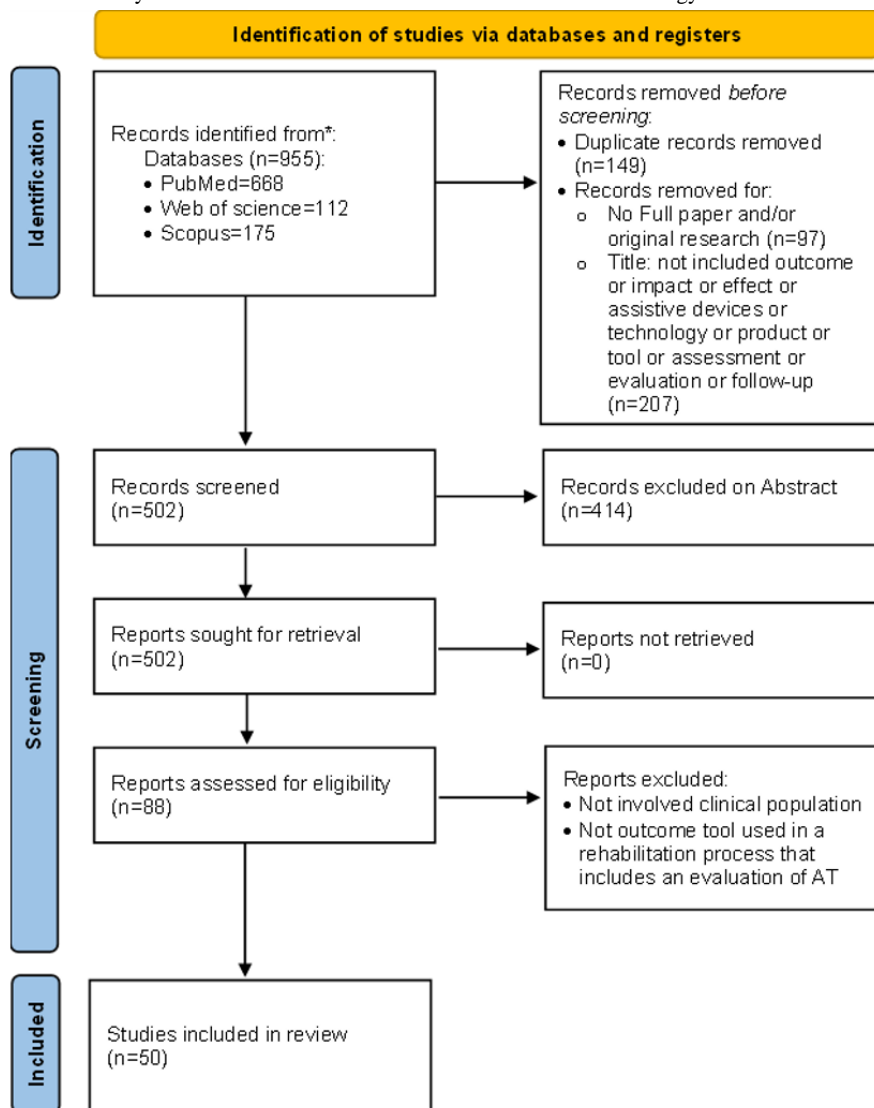 Identification of studies via databases and registers
Identification
Records identified from*:
Databases (n=955):
• PubMed=668
• Web of science=112
• Scopus=175
Records removed before
screening:
• Duplicate records removed
(n=149)
• Records removed for:
o No Full paper and/or
original research (n=97)
o Title: not included outcome
or impact or effect or
assistive devices or
technology or product or
tool or assessment or
evaluation or follow-up
(n=207)
Screening
Records screened
(n=502)
Records excluded on Abstract
(n=414)
Reports sought for retrieval
(n=502)
Reports not retrieved
(n=0)
Reports assessed for eligibility
(n=88)
Reports excluded:
• Not involved clinical population
• Not outcome tool used in a
rehabilitation process that
includes an evaluation of AT
Included
Studies included in review
(n=50)